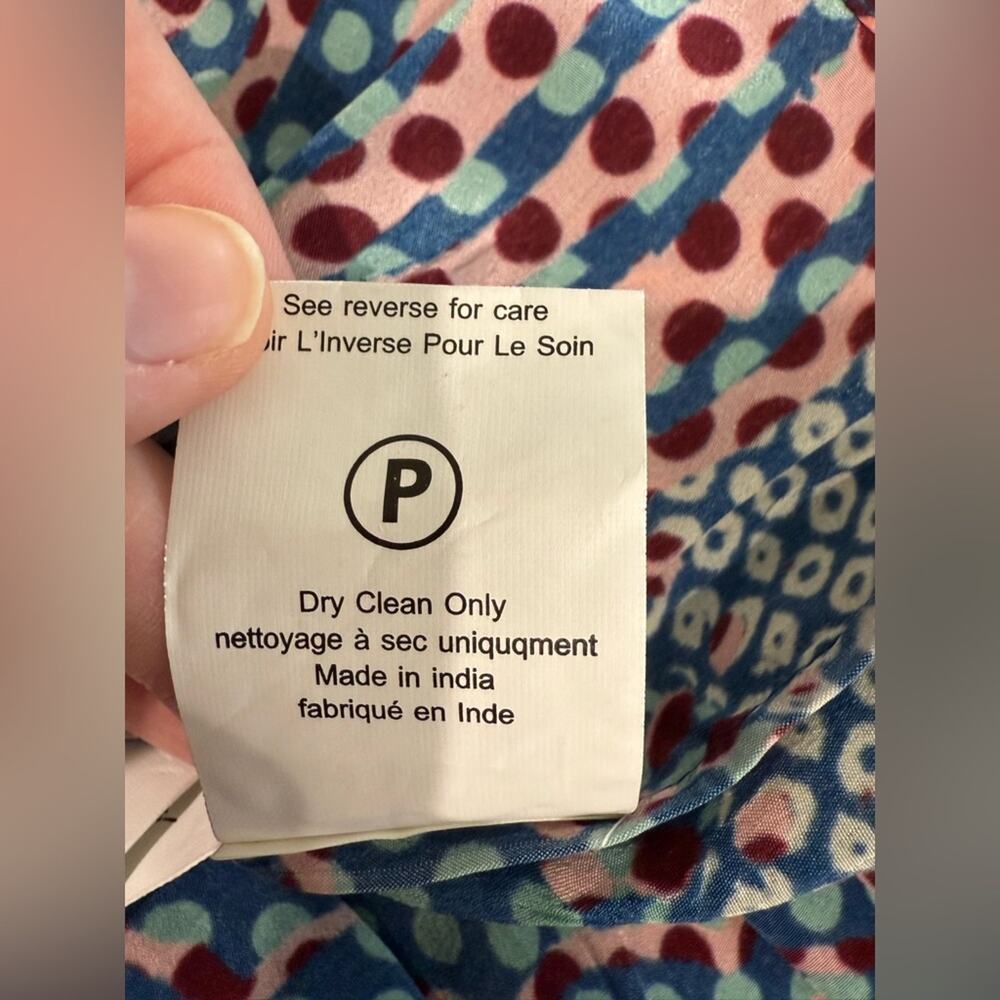 See reverse for care
L'Inverse Pour Le Soin
P
Dry Clean Only
nettoyage à sec uniquqment
Made in india
fabriqué en Inde